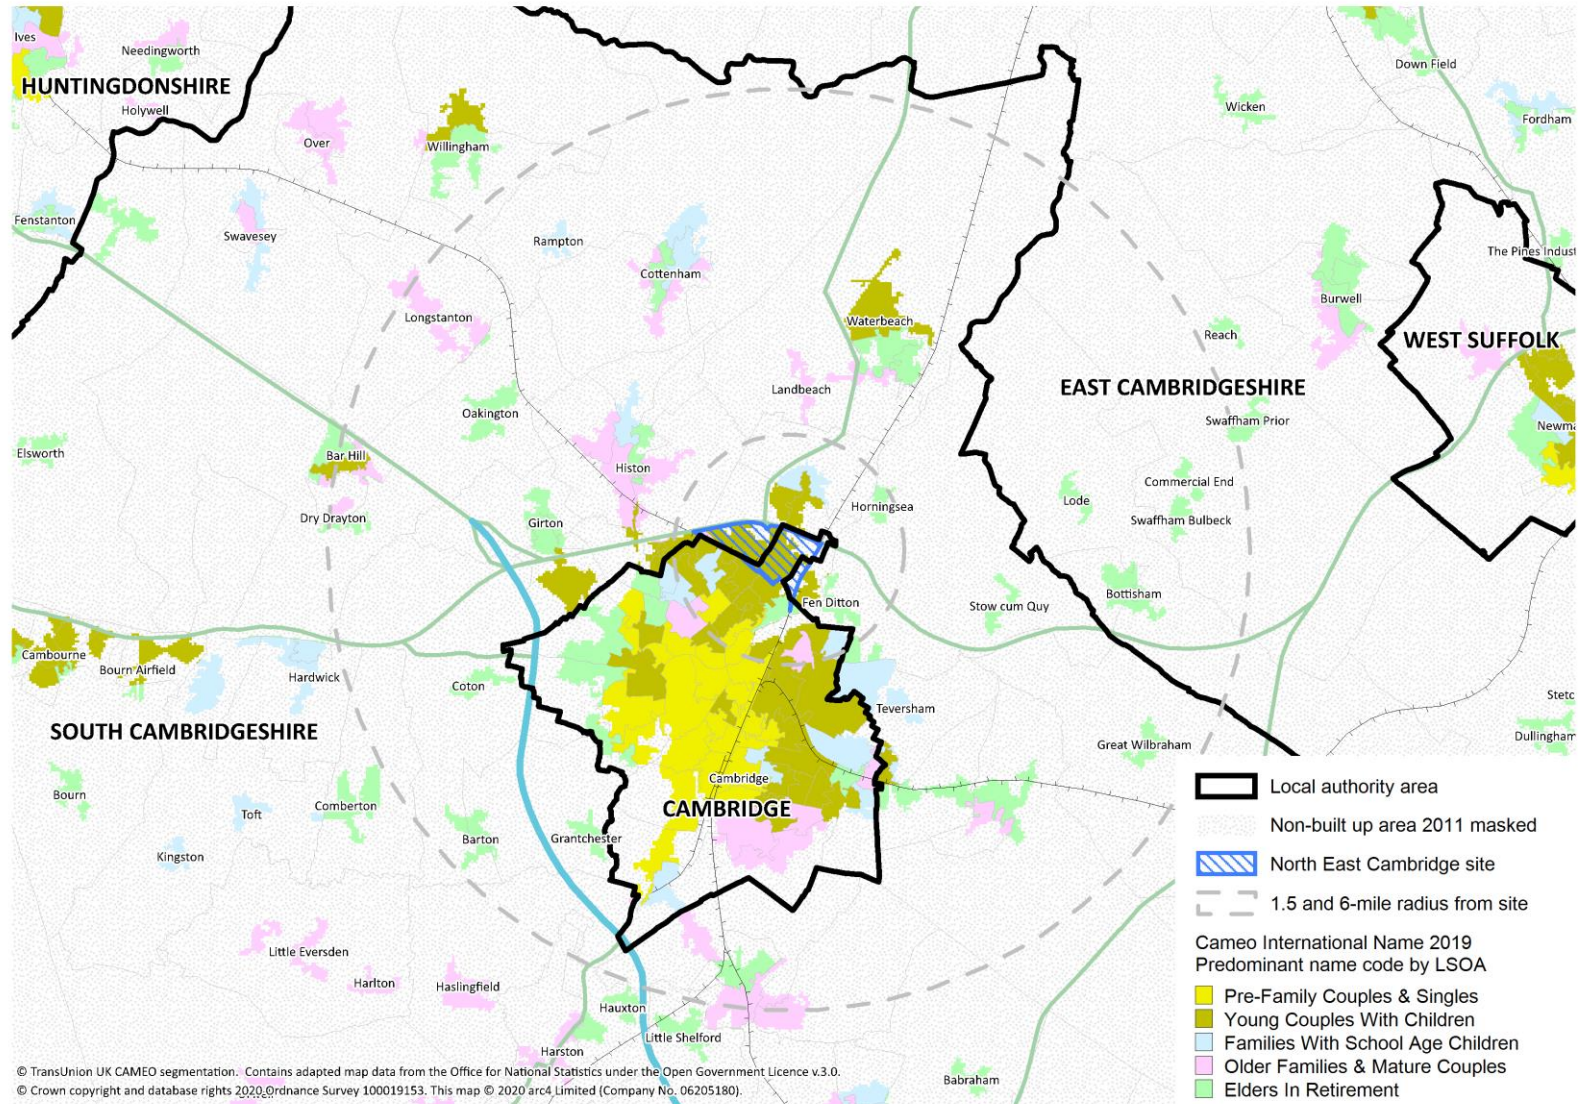 Ives
Needingworth
HUNTINGDONSHIRE
Holywell
Over
Willingham
Down Field
Wicken
Fordham
Fenstanton
Swavesey
Rampton
Cottenham
The Pines Indust
Longstanton
Waterbeach
Burwell
Reach
WEST SUFFOLK
Landbeach
EAST CAMBRIDGESHIRE
Oakington
Swaffham Prior
Newma
Elsworth
Bar Hill
Histon
Commercial End
Lode
Horningsea
Dry Drayton
Girton
Swaffham Bulbeck
Fen Ditton
Stow cum Quy
Bottisham
Cambourne
Bourn Airfield
Hardwick
Coton
Stetc
Teversham
SOUTH CAMBRIDGESHIRE
Great Wilbraham
Dullingham
Bourn
Cambridge
CAMBRIDGE
Toft
Comberton
Barton
Grantchester
Kingston
Little Eversden
Harlton
Haslingfield
Hauxton
Little Shelford
Harston
Babraham
Local authority area
Non-built up area 2011 masked
North East Cambridge site
1.5 and 6-mile radius from site
Cameo International Name 2019
Predominant name code by LSOA
Pre-Family Couples & Singles
Young Couples With Children
Families With School Age Children
Older Families & Mature Couples
Elders In Retirement
© TransUnion UK CAMEO segmentation. Contains adapted map data from the Office for National Statistics under the Open Government Licence v.3.0.
© Crown copyright and database rights 2020 Ordnance Survey 100019153. This map © 2020 arc4 Limited (Company No. 06205180).